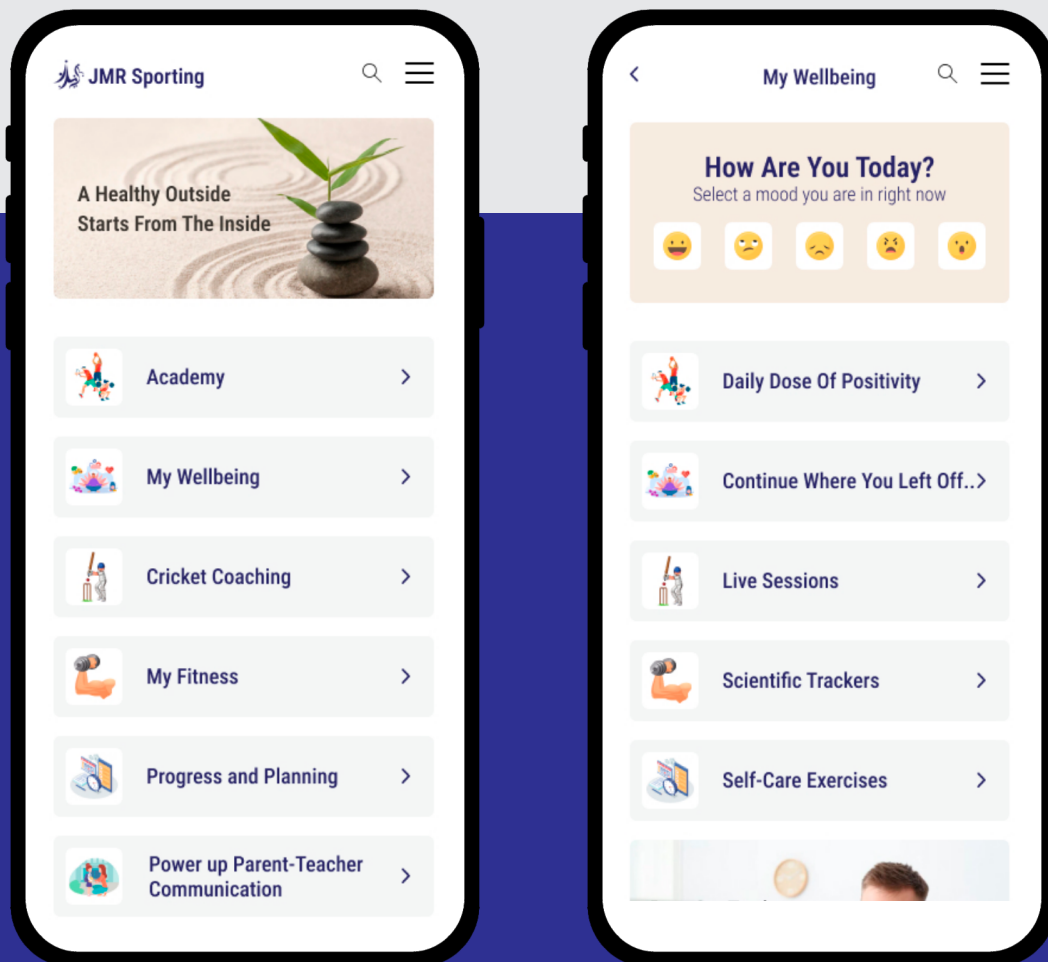 JMR Sporting
A Healthy Outside
Starts From The Inside
Academy
My Wellbeing
Cricket Coaching
My Fitness
Progress and Planning
Power up Parent-Teacher
Communication
My Wellbeing
How Are You Today?
Select a mood you are in right now
Daily Dose Of Positivity
Continue Where You Left Off..
Live Sessions
Scientific Trackers
Self-Care Exercises